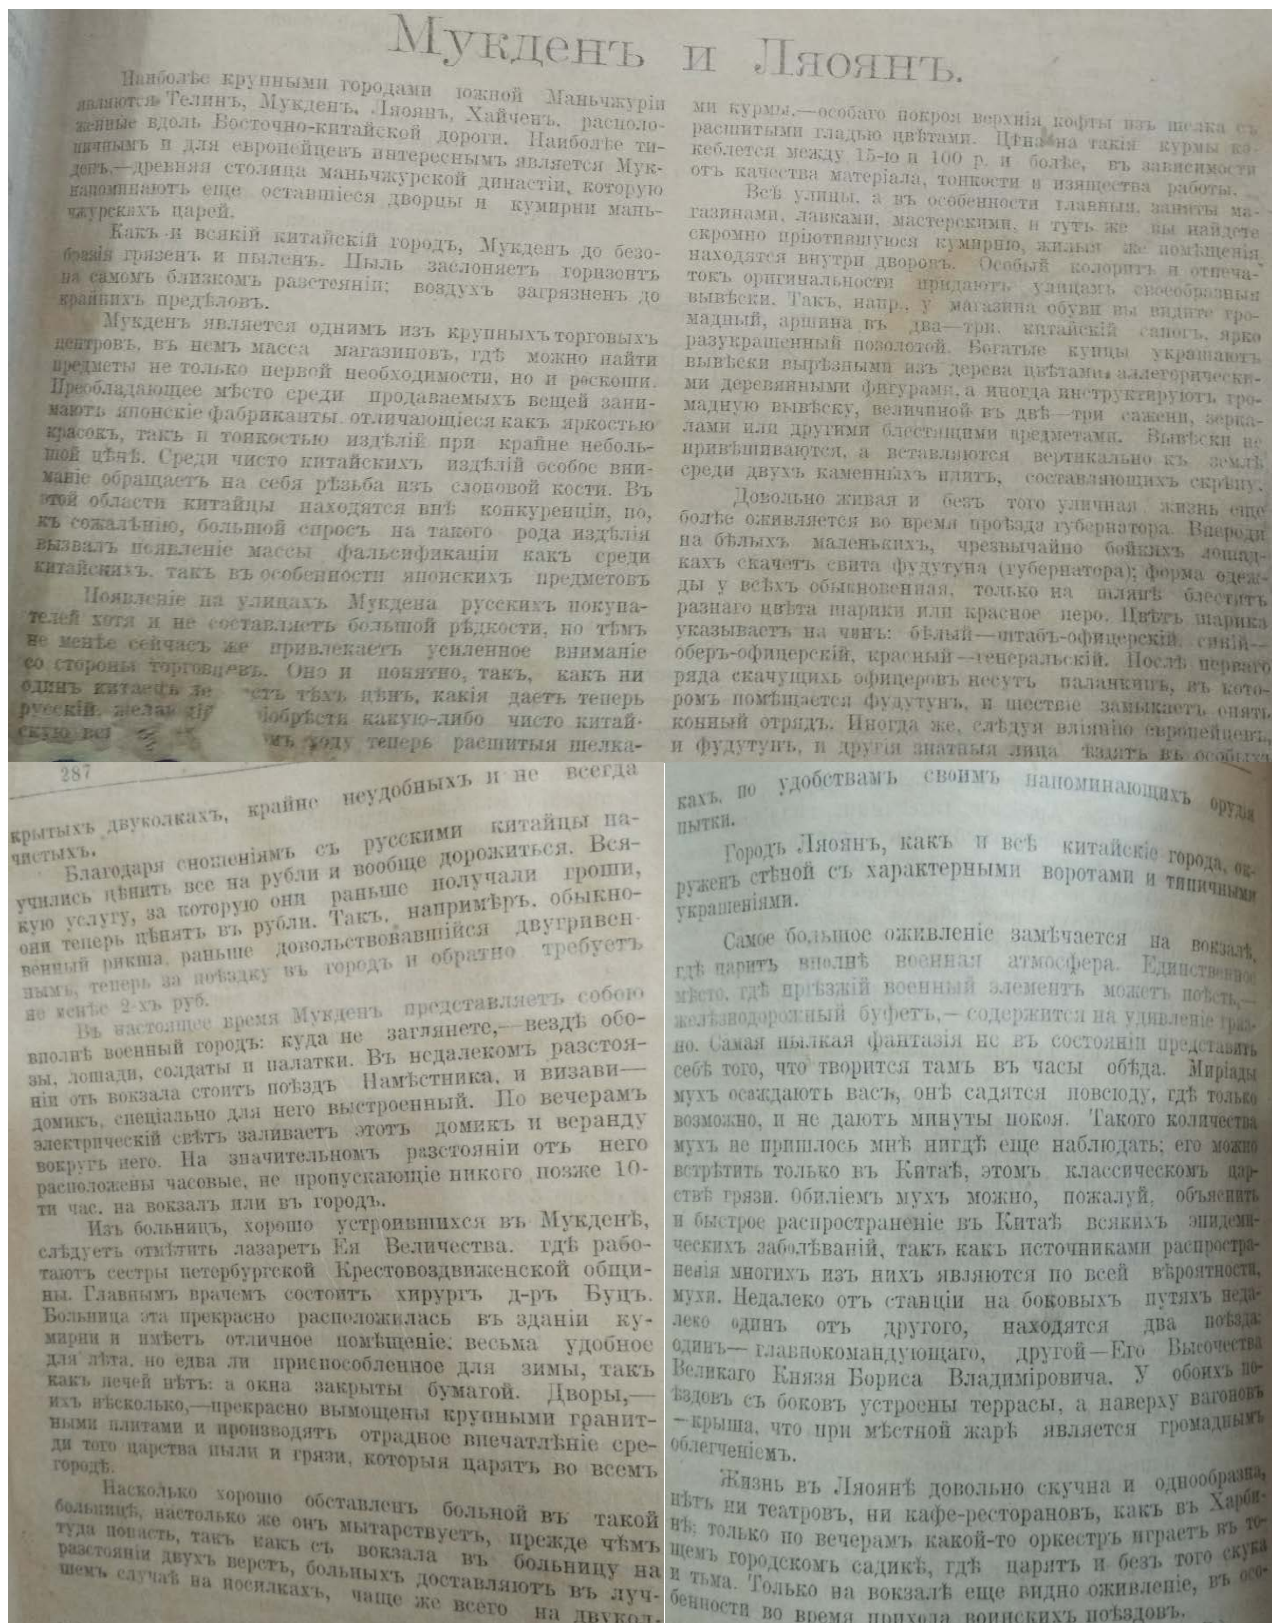 Мукденъ и Ляоянъ.
Наиболѣе крупными городами южной Маньчжуріи
являются Телинъ, Мукденъ, Ляоянъ, Хайченъ, располо-
женные вдоль Восточно-китайской дороги. Наиболѣе ти-
пичнымъ и для европейцевъ интереснымъ является Мук-
денъ,—древняя столица маньчжурской династіи, которую
напоминаютъ еще оставшіеся дворцы и кумирни мань-
чжурскихъ царей.
Какъ и всякій китайскій городъ, Мукденъ до безо-
бразія грязенъ и пыленъ. Пыль заслоняетъ горизонтъ
на самомъ близкомъ разстояніи; воздухъ загрязненъ до
крайнихъ предѣловъ.
Мукденъ является однимъ изъ крупныхъ торговыхъ
центровъ, въ немъ масса магазиновъ, гдѣ можно найти
предметы не только первой необходимости, но и роскоши.
Преобладающее мѣсто среди продаваемыхъ вещей зани-
маютъ японскіе фабриканты, отличающіеся какъ яркостью
красокъ, такъ и тонкостью издѣлій при крайне неболь-
шой цѣнѣ. Среди чисто китайскихъ издѣлій особое вни-
маніе обращаетъ на себя рѣзьба изъ слоновой кости. Въ
этой области китайцы находятся внѣ конкуренціи, но,
къ сожалѣнію, большой спросъ на такого рода издѣлія
вызвалъ появленіе массы фальсификаціи какъ среди
китайскихъ, такъ въ особенности японскихъ предметовъ
Появленіе на улицахъ Мукдена русскихъ покупа-
телей хотя и не составляетъ большой рѣдкости, но тѣмъ
не менѣе сейчасъ же привлекаетъ усиленное вниманіе
со стороны торговцевъ. Оно и понятно, такъ, какъ ни
одинъ китаецъ не тъ тѣхъ цѣнъ, какія даетъ теперь
русскій, какую-либо чисто китай-
скую ходу теперь расшитыя шелка-
ми курмы,—особаго покроя верхнія кофты изъ шелка съ
расшитыми гладью цвѣтами. Цѣна на такія курмы ко-
леблется между 15-ю и 100 р. и болѣе, въ зависимости
отъ качества матеріала, тонкости и изящества работы.
Всѣ улицы, а въ особенности главныя, заняты ма-
газинами, лавками, мастерскими, и тутъ же вы найдете
скромно пріютившуюся кумирню, жилыя же помѣщенія
находятся внутри дворовъ. Особый колоритъ и отпеча-
токъ оригинальности придаютъ улицамъ своеобразныя
вывѣски. Такъ, напр., у магазина обуви вы видите гро-
мадный, аршина въ два—три, китайскій сапогъ, ярко
разукрашенный позолотой. Богатые купцы украшаютъ
вывѣски вырѣзными изъ дерева цвѣтами, аллегорически-
ми деревянными фигурами, а иногда инструктируютъ гро-
мадную вывѣску, величиной въ двѣ—три сажени, зерка-
лами или другими блестящими предметами. Вывѣски не
привѣшиваются, а вставляются вертикально къ землѣ
среди двухъ каменныхъ плитъ, составляющихъ скрѣпу.
Довольно живая и безъ того уличная жизнь еще
болѣе оживляется во время проѣзда губернатора. Впереди
на бѣлыхъ маленькихъ, чрезвычайно бойкихъ лошад-
кахъ скачетъ свита фудутуна (губернатора); форма одеж-
ды у всѣхъ обыкновенная, только на шляпѣ блестятъ
разнаго цвѣта шарики или красное перо. Цвѣтъ шарика
указываетъ на чинъ: бѣлый—штабъ-офицерскій, синій—
оберъ-офицерскій, красный—генеральскій. Послѣ перваго
ряда скачущихъ офицеровъ несутъ паланкинъ, въ кото-
ромъ помѣщается фудутунъ, и шествіе замыкаетъ опять
конный отрядъ. Иногда же, слѣдуя вліянію европейцевъ,
и фудутунъ, и другія знатныя лица ѣздятъ въ особыхъ
287
крытыхъ двуколкахъ, крайне неудобныхъ и не всегда
чистыхъ.
Благодаря сношеніямъ съ русскими китайцы на-
учились цѣнить все на рубли и вообще дорожиться. Вся-
кую услугу, за которую они раньше получали гроши,
они теперь цѣнятъ въ рубли. Такъ, напримѣръ, обыкно-
венный рикша, раньше довольствовавшійся двугривен-
нымъ, теперь за поѣздку въ городъ и обратно требуетъ
не менѣе 2-хъ руб.
Въ настоящее время Мукденъ представляетъ собою
вполнѣ военный городъ: куда не заглянете,—вездѣ обо-
зы, лошади, солдаты и палатки. Въ недалекомъ разстоя-
ніи отъ вокзала стоитъ поѣздъ Намѣстника, и визави—
домикъ, спеціально для него выстроенный. По вечерамъ
электрическій свѣтъ заливаетъ этотъ домикъ и веранду
вокругъ него. На значительномъ разстояніи отъ него
расположены часовые, не пропускающіе никого позже 10-
ти час. на вокзалъ или въ городъ.
Изъ больницъ, хорошо устроившихся въ Мукденѣ,
слѣдуетъ отмѣтить лазаретъ Ея Величества, гдѣ рабо-
таютъ сестры петербургской Крестовоздвиженской общи-
ны. Главнымъ врачемъ состоитъ хирургъ д-ръ Буцъ.
Больница эта прекрасно расположилась въ зданіи ку-
мирни и имѣетъ отличное помѣщеніе, весьма удобное
для лѣта, но едва ли приспособленное для зимы, такъ
какъ печей нѣтъ; а окна закрыты бумагой. Дворы,—
ихъ нѣсколько,—прекрасно вымощены крупными гранит-
ными плитами и производятъ отрадное впечатлѣніе сре-
ди того царства пыли и грязи, которыя царятъ во всемъ
городѣ.
Насколько хорошо обставленъ больной въ такой
больницѣ, настолько же онъ мытарствуетъ, прежде чѣмъ
туда попасть, такъ какъ съ вокзала въ больницу на
разстояніи двухъ верстъ, больныхъ доставляютъ въ луч-
шемъ случаѣ на носилкахъ, чаще же всего на двукол-
кахъ, по удобствамъ своимъ напоминающихъ орудія
пытки.
Городъ Ляоянъ, какъ и всѣ китайскіе города, ок-
руженъ стѣной съ характерными воротами и типичными
украшеніями.
Самое большое оживленіе замѣчается на вокзалѣ,
гдѣ царитъ вполнѣ военная атмосфера. Единственное
мѣсто, гдѣ пріѣзжій военный элементъ можетъ поѣсть,—
желѣзнодорожный буфетъ,—содержится на удивленіе гряз-
но. Самая пылкая фантазія не въ состояніи представить
себѣ того, что творится тамъ въ часы обѣда. Миріады
мухъ осаждаютъ васъ, онѣ садятся повсюду, гдѣ только
возможно, и не даютъ минуты покоя. Такого количества
мухъ не пришлось мнѣ нигдѣ еще наблюдать; его можно
встрѣтить только въ Китаѣ, этомъ классическомъ цар-
ствѣ грязи. Обиліемъ мухъ можно, пожалуй, объяснить
и быстрое распространеніе въ Китаѣ всякихъ эпидеми-
ческихъ заболѣваній, такъ какъ источниками распростра-
ненія многихъ изъ нихъ являются по всей вѣроятности,
мухи. Недалеко отъ станціи на боковыхъ путяхъ неда-
леко одинъ отъ другого, находятся два поѣзда:
одинъ—главнокомандующаго, другой—Его Высочества
Великаго Князя Бориса Владиміровича. У обоихъ по-
ѣздовъ съ боковъ устроены террасы, а наверху вагоновъ
—крыша, что при мѣстной жарѣ является громаднымъ
облегченіемъ.
Жизнь въ Ляоянѣ довольно скучна и однообразна,
нѣтъ ни театровъ, ни кафе-ресторановъ, какъ въ Харби-
нѣ; только по вечерамъ какой-то оркестръ играетъ въ то-
щемъ городскомъ садикѣ, гдѣ царятъ и безъ того скука
и тьма. Только на вокзалѣ еще видно оживленіе, въ осо-
бенности во время прихода воинскихъ поѣздовъ.